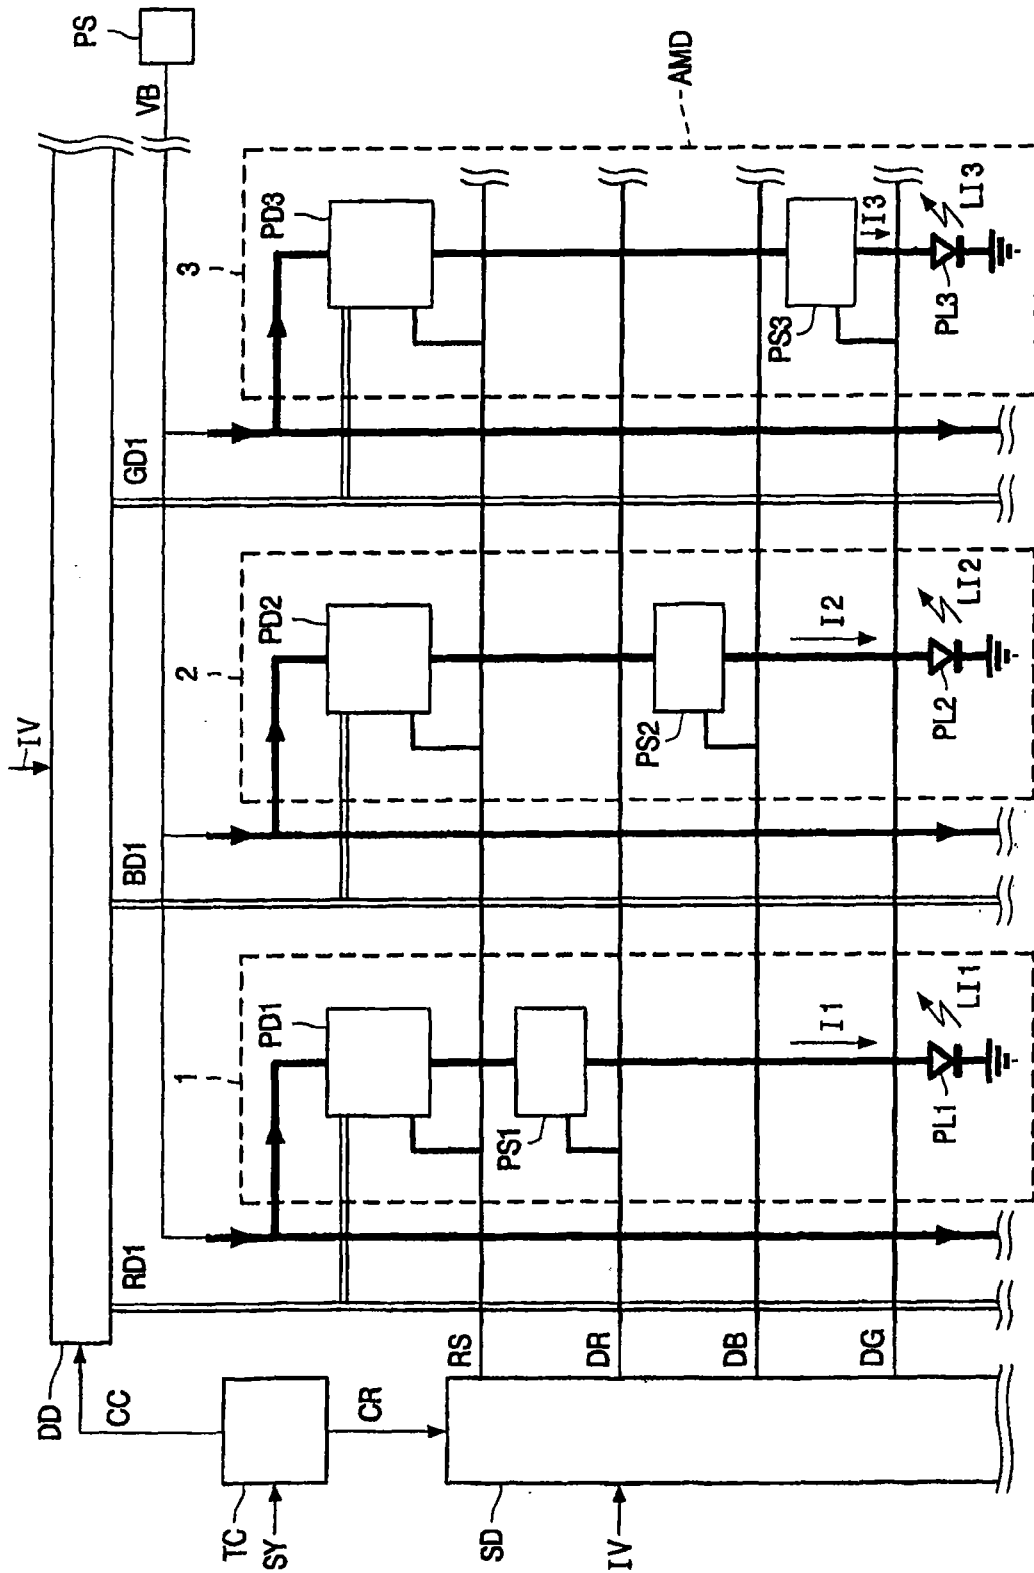 PS
VB
AMD
IV
DD
CC
TC
SY
CR
SD
IV
RD1
BD1
GD1
RS
DR
DB
DG
1
PD1
PS1
I1
PL1
LI1
2
PD2
PS2
I2
PL2
LI2
3
PD3
PS3
I3
PL3
LI3